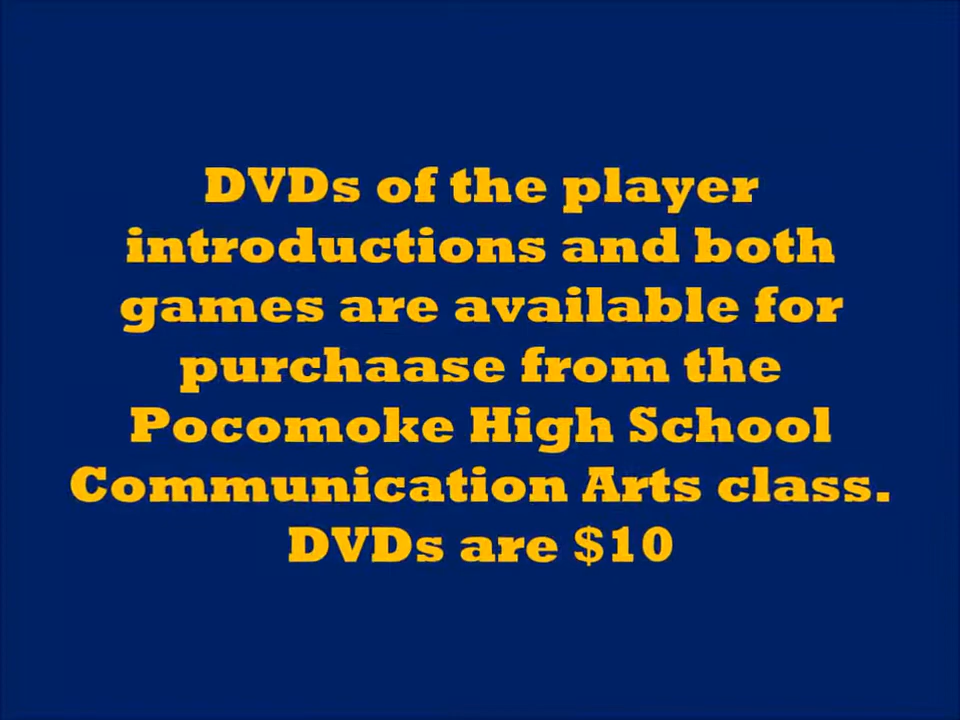 DVDs of the player
introductions and both
games are available for
purchaase from the
Pocomoke High School
Communication Arts class.
DVDs are $10